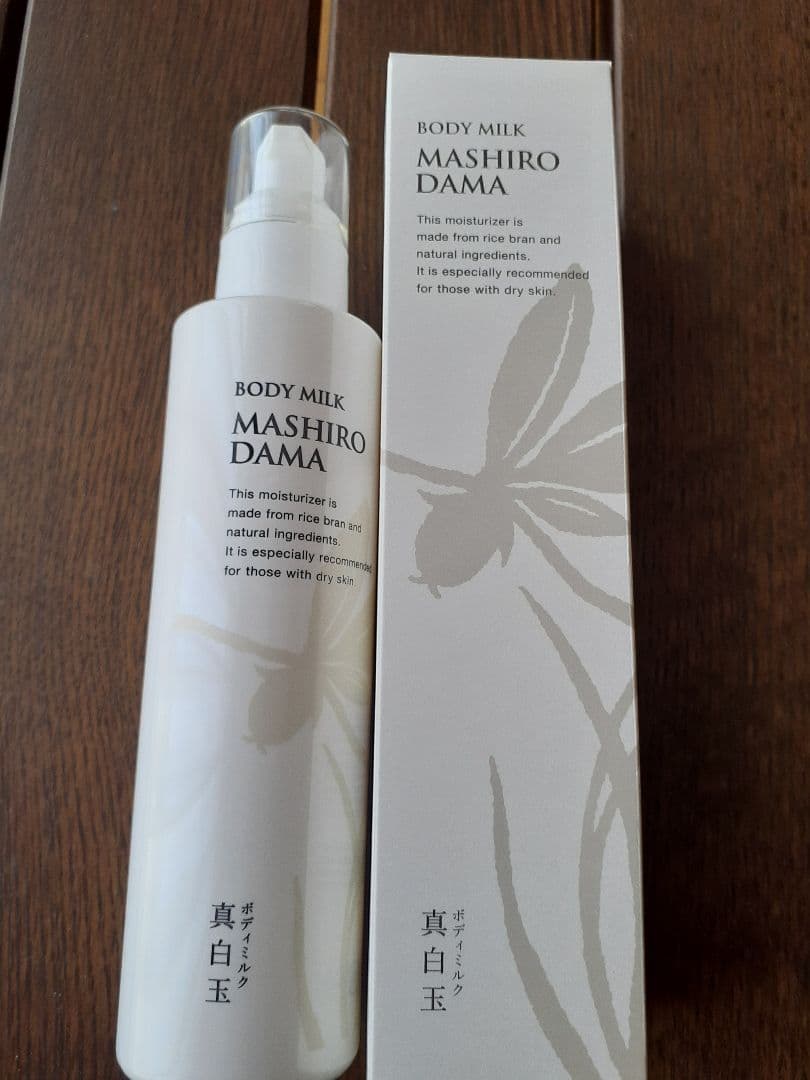 BODY MILK
MASHIRO
DAMA
This moisturizer is
made from rice bran and
natural ingredients.
It is especially recommended
for those with dry skin.
ボディミルク
真白玉
BODY MILK
MASHIRO
DAMA
This moisturizer is
made from rice bran and
natural ingredients.
It is especially recommended
for those with dry skin.
ボディミルク
真白玉